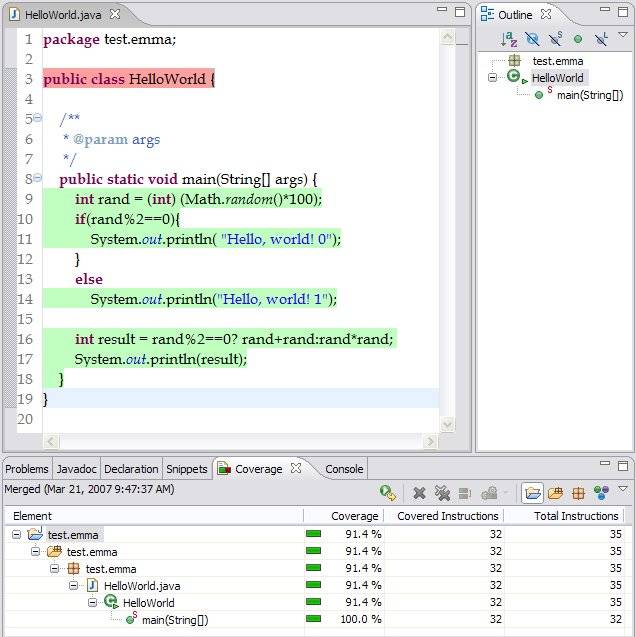 HelloWorld.java
1 package test.emma;
2
3 public class HelloWorld {
4
5 /**
6 * @param args
7 */
8 public static void main(String[] args) {
9 int rand = (int) (Math.random()*100);
10 if(rand%2==0){
11 System.out.println( "Hello, world! 0");
12 }
13 else
14 System.out.println("Hello, world! 1");
15
16 int result = rand%2==0? rand+rand:rand*rand;
17 System.out.println(result);
18 }
19 }
20
Outline
test.emma
HelloWorld
main(String[])
Problems Javadoc Declaration Snippets Coverage Console
Merged (Mar 21, 2007 9:47:37 AM)
Element Coverage Covered Instructions Total Instructions
test.emma 91.4 % 32 35
test.emma 91.4 % 32 35
test.emma 91.4 % 32 35
HelloWorld.java 91.4 % 32 35
HelloWorld 91.4 % 32 35
main(String[]) 100.0 % 32 32